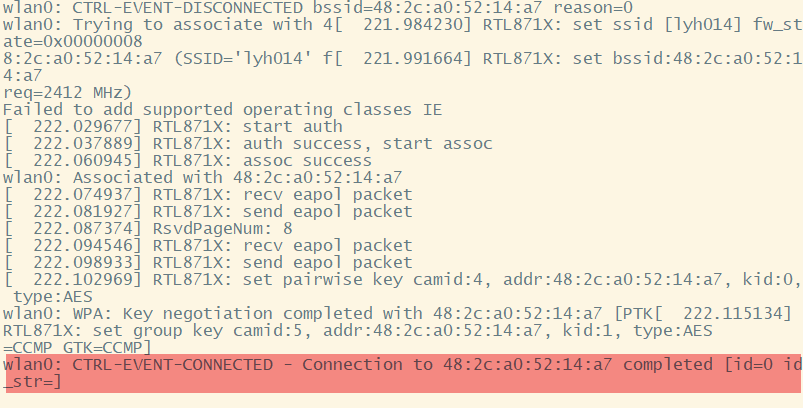 wlan0: CTRL-EVENT-DISCONNECTED bssid=48:2c:a0:52:14:a7 reason=0
wlan0: Trying to associate with 4[  221.984230] RTL871X: set ssid [lyh014] fw_st
ate=0x00000008
8:2c:a0:52:14:a7 (SSID='lyh014' f[  221.991664] RTL871X: set bssid:48:2c:a0:52:1
4:a7
req=2412 MHz)
Failed to add supported operating classes IE
[  222.029677] RTL871X: start auth
[  222.037889] RTL871X: auth success, start assoc
[  222.060945] RTL871X: assoc success
wlan0: Associated with 48:2c:a0:52:14:a7
[  222.074937] RTL871X: recv eapol packet
[  222.081927] RTL871X: send eapol packet
[  222.087374] RsvdPageNum: 8
[  222.094546] RTL871X: recv eapol packet
[  222.098933] RTL871X: send eapol packet
[  222.102969] RTL871X: set pairwise key camid:4, addr:48:2c:a0:52:14:a7, kid:0,
 type:AES
wlan0: WPA: Key negotiation completed with 48:2c:a0:52:14:a7 [PTK[  222.115134]
RTL871X: set group key camid:5, addr:48:2c:a0:52:14:a7, kid:1, type:AES
=CCMP GTK=CCMP]
wlan0: CTRL-EVENT-CONNECTED - Connection to 48:2c:a0:52:14:a7 completed [id=0 id
_str=]